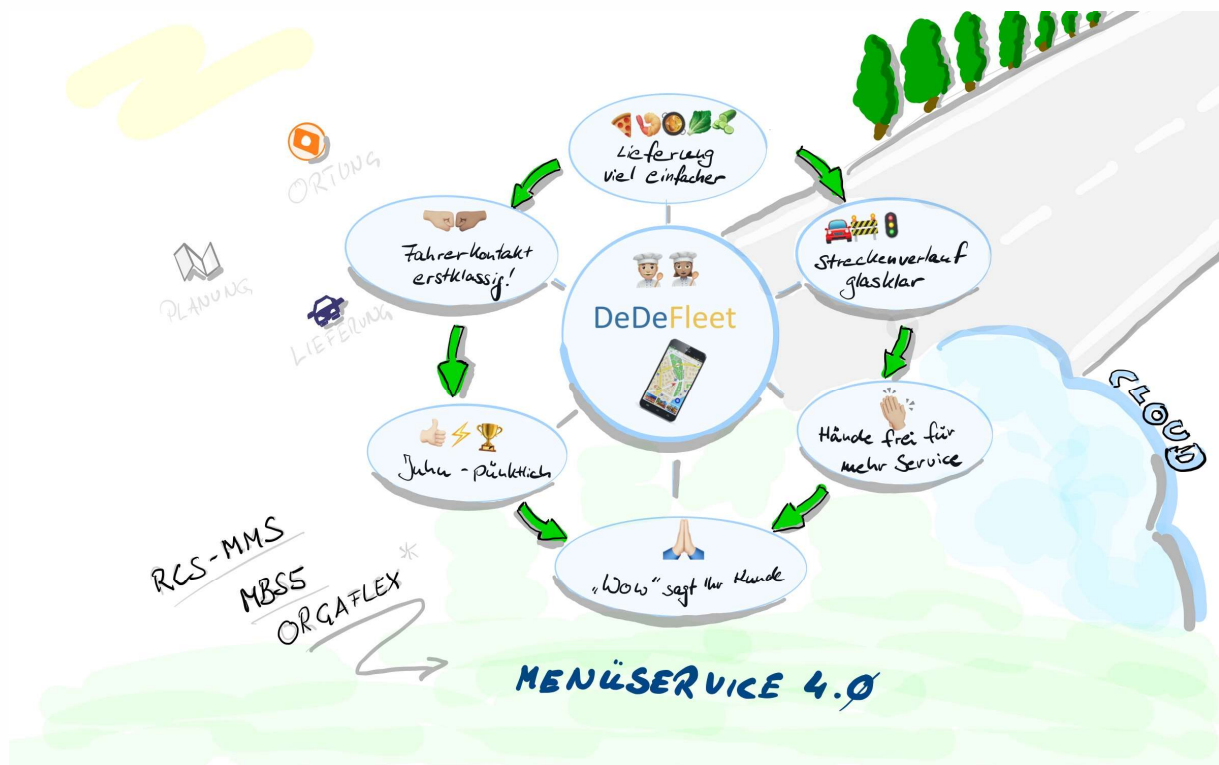 Lieferung
viel einfacher
ORTUNG
Fahrerkontakt
erstklassig!
Streckenverlauf
glasklar
PLANUNG
LIEFERUNG
DeDeFleet
CLOUD
Juhu - pünktlich
Hände frei für
mehr Service
RCS-MMS
MBS5
ORGAFLEX*
„Wow“ sagt Ihr Kunde
MENÜSERVICE 4.0